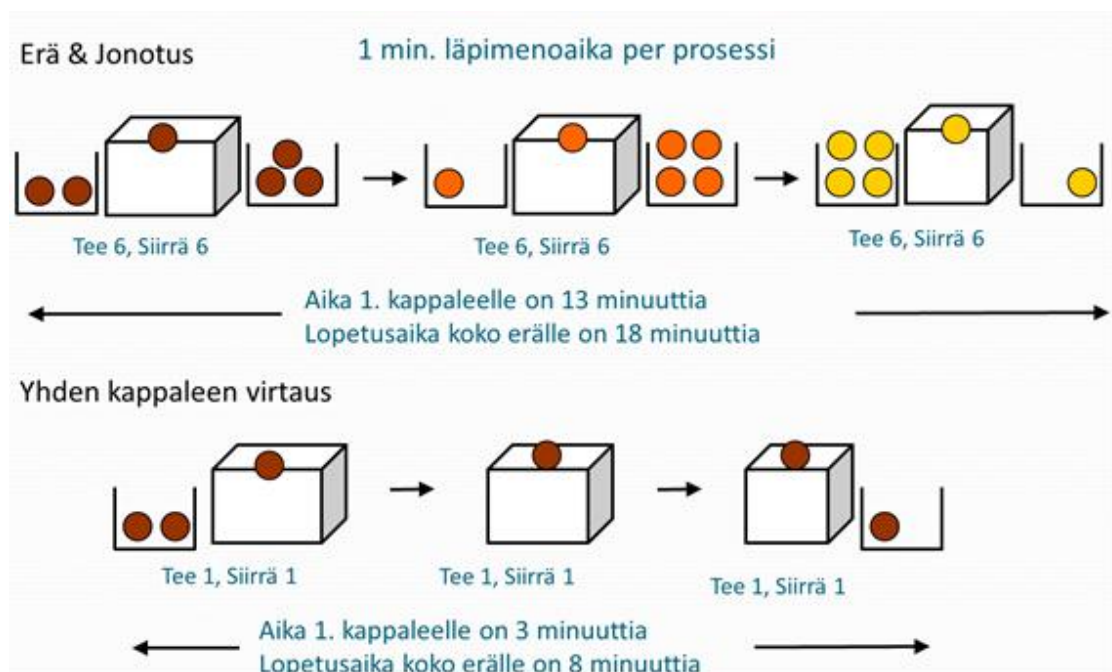 Erä & Jonotus
1 min. läpimenoaika per prosessi
Tee 6, Siirrä 6
Tee 6, Siirrä 6
Tee 6, Siirrä 6
Aika 1. kappaleelle on 13 minuuttia
Lopetusaika koko erälle on 18 minuuttia
Yhden kappaleen virtaus
Tee 1, Siirrä 1
Tee 1, Siirrä 1
Tee 1, Siirrä 1
Aika 1. kappaleelle on 3 minuuttia
Lopetusaika koko erälle on 8 minuuttia